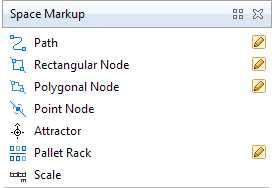 Space Markup
Path
Rectangular Node
Polygonal Node
Point Node
Attractor
Pallet Rack
Scale